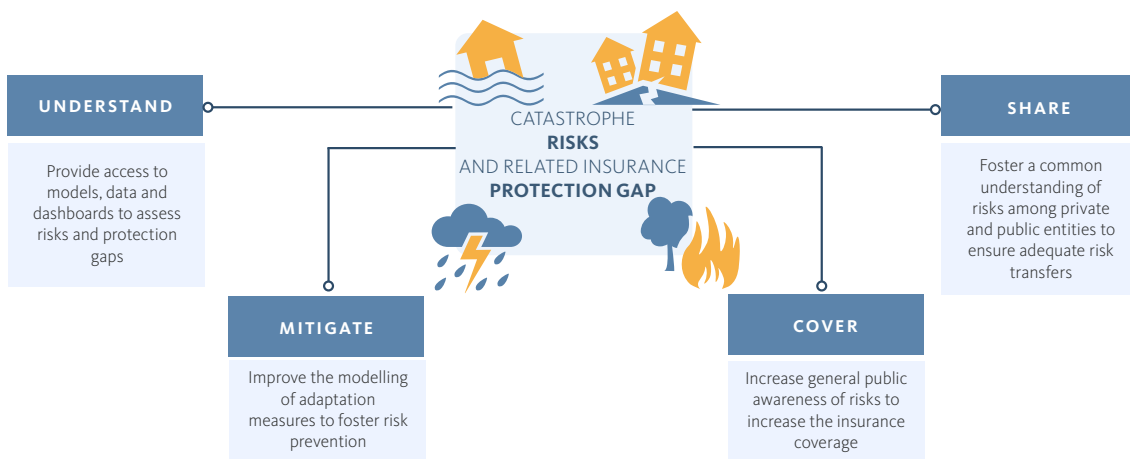 CATASTROPHE
RISKS
AND RELATED INSURANCE
PROTECTION GAP
UNDERSTAND
Provide access to
models, data and
dashboards to assess
risks and protection
gaps
MITIGATE
Improve the modelling
of adaptation
measures to foster risk
prevention
COVER
Increase general public
awareness of risks to
increase the insurance
coverage
SHARE
Foster a common
understanding of
risks among private
and public entities to
ensure adequate risk
transfers